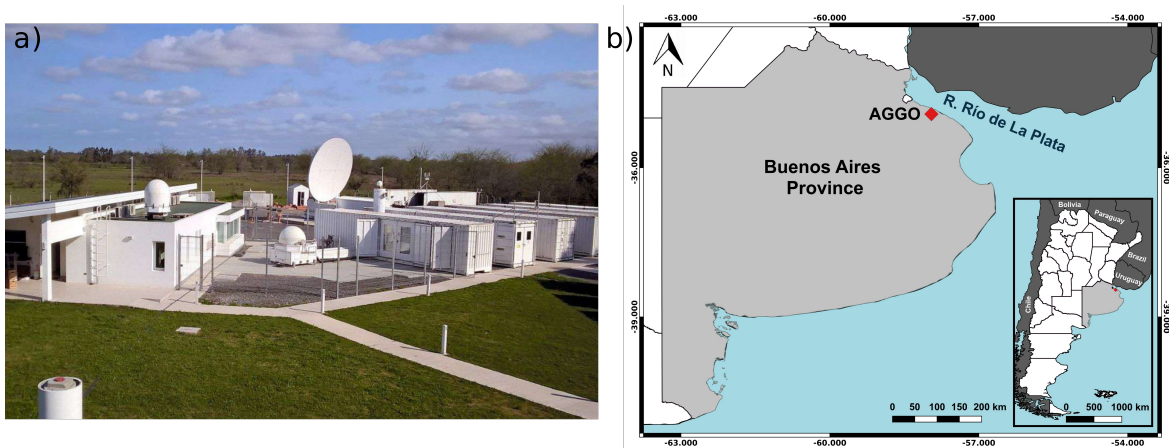 a)
b)
-63.000 -60.000 -57.000 -54.000
N
R. Río de La Plata
AGGO
Buenos Aires
Province
-36.000 -36.000
Bolivia
Paraguay
Brazil
Uruguay
Chile
-39.000 -39.000
0 50 100 150 200 km
0 500 1000 km
-63.000 -60.000 -57.000 -54.000